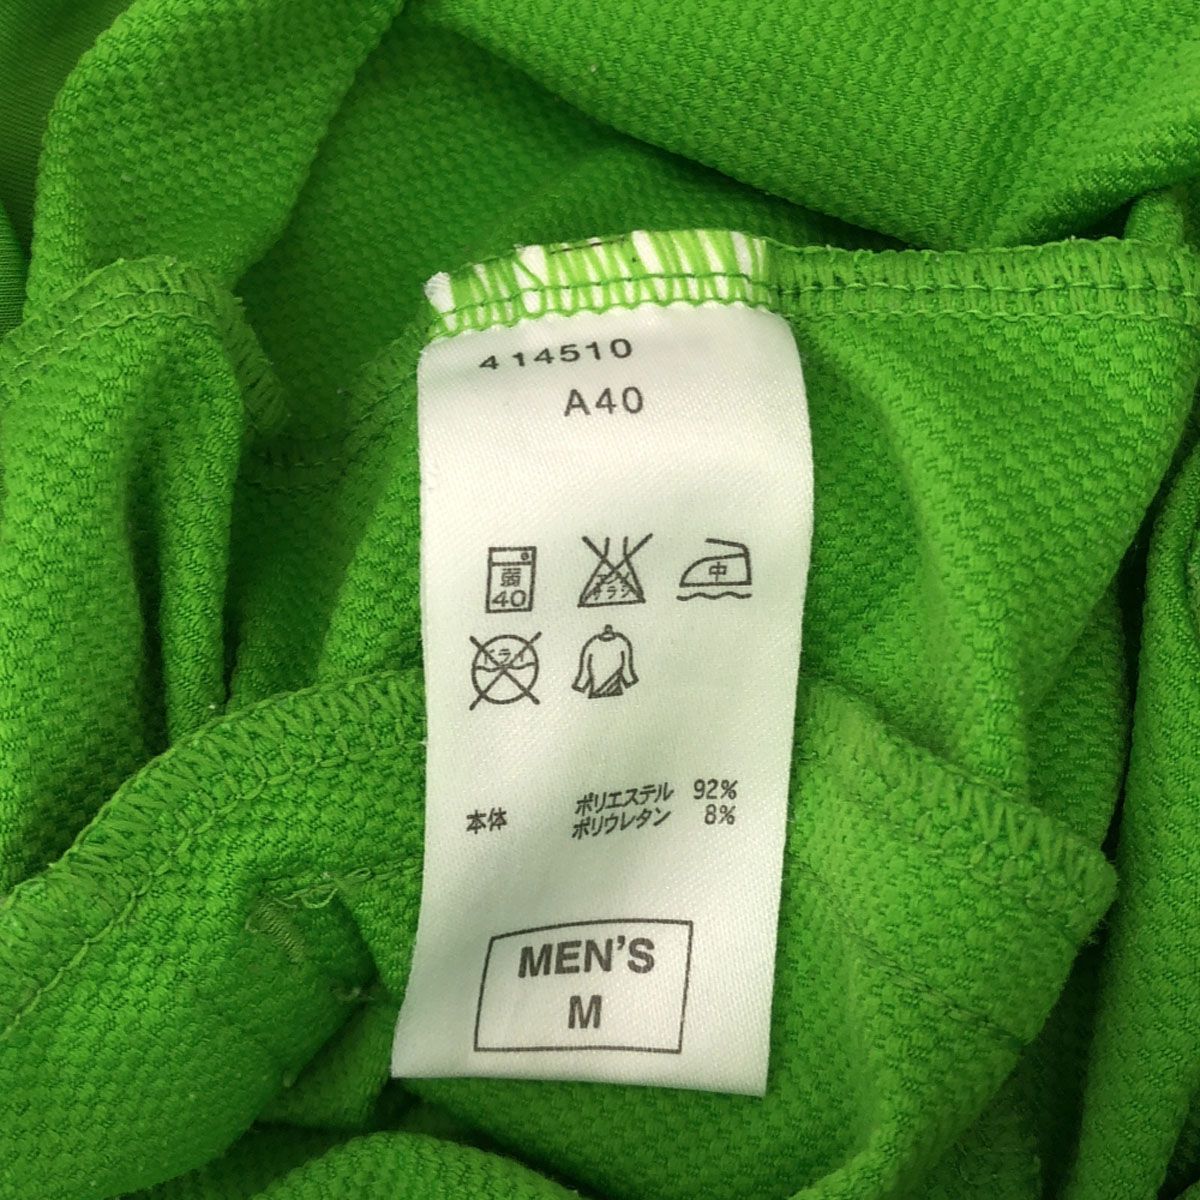 414510
A40
弱
40
エンソ
サラシ
中
ドライ
本体 ポリエステル 92%
ポリウレタン 8%
MEN'S
M